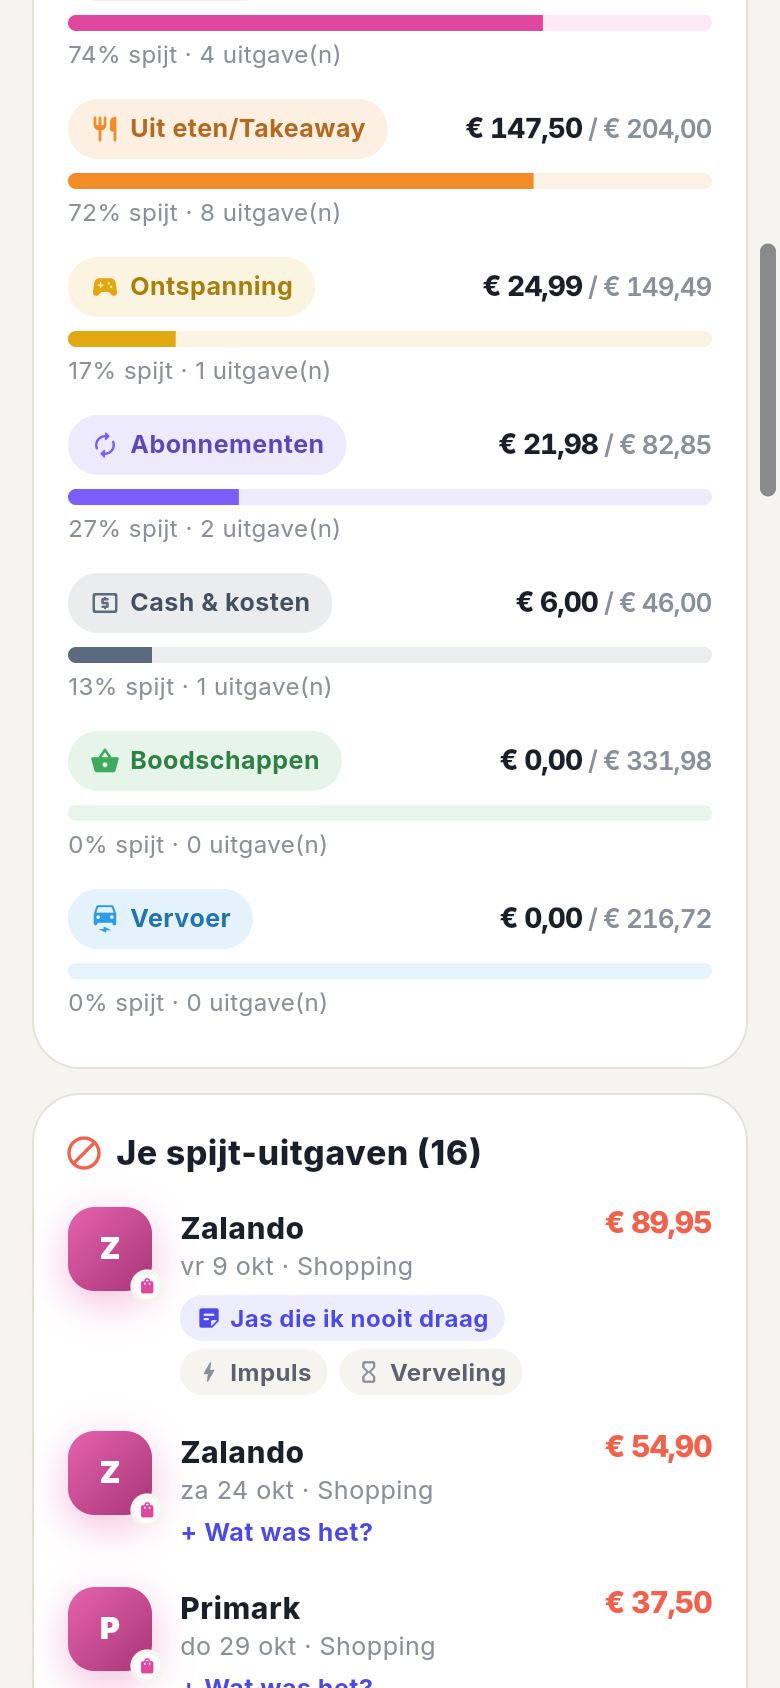 74% spijt · 4 uitgave(n)
Uit eten/Takeaway € 147,50 / € 204,00
72% spijt · 8 uitgave(n)
Ontspanning € 24,99 / € 149,49
17% spijt · 1 uitgave(n)
Abonnementen € 21,98 / € 82,85
27% spijt · 2 uitgave(n)
Cash & kosten € 6,00 / € 46,00
13% spijt · 1 uitgave(n)
Boodschappen € 0,00 / € 331,98
0% spijt · 0 uitgave(n)
Vervoer € 0,00 / € 216,72
0% spijt · 0 uitgave(n)
Je spijt-uitgaven (16)
Z Zalando € 89,95
vr 9 okt · Shopping
Jas die ik nooit draag
Impuls Verveling
Z Zalando € 54,90
za 24 okt · Shopping
+ Wat was het?
P Primark € 37,50
do 29 okt · Shopping
+ Wat was het?